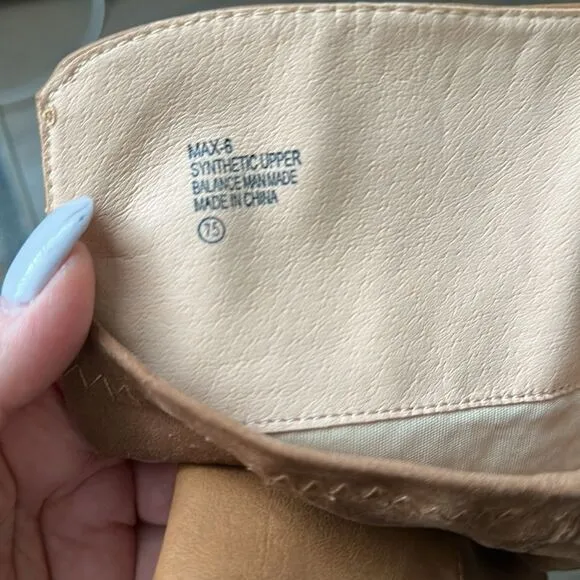 MAX-6
SYNTHETIC UPPER
BALANCE MAN MADE
MADE IN CHINA
7.5